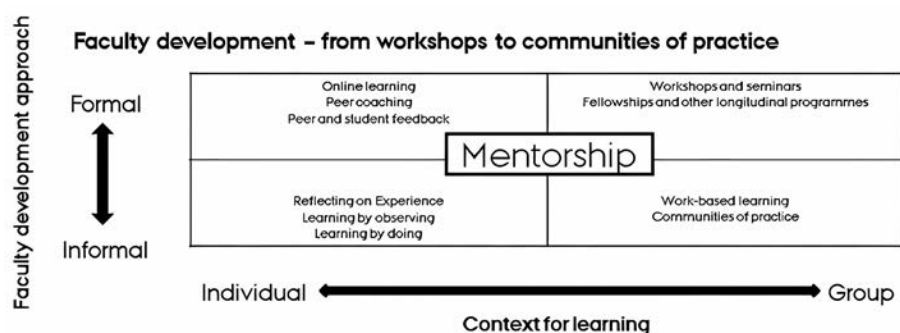 Faculty development – from workshops to communities of practice
Faculty development approach
Formal
Informal
Online learning
Peer coaching
Peer and student feedback
Workshops and seminars
Fellowships and other longitudinal programmes
Mentorship
Reflecting on Experience
Learning by observing
Learning by doing
Work-based learning
Communities of practice
Individual
Group
Context for learning